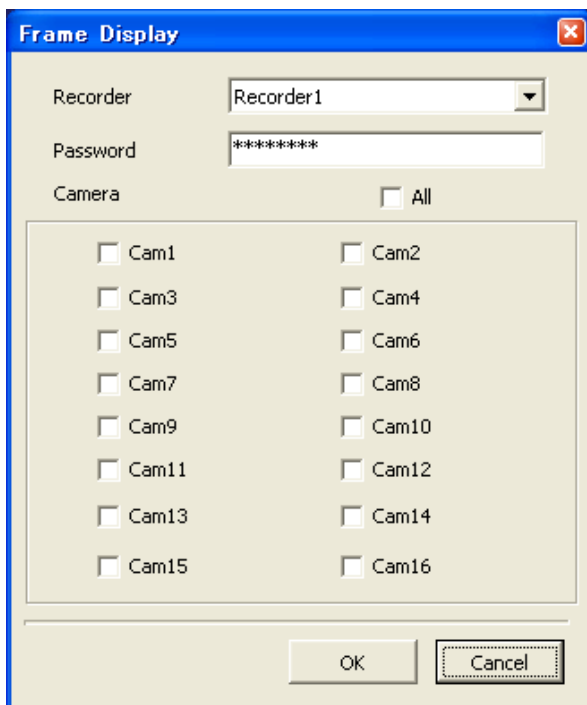 Frame Display
Recorder Recorder1
Password ********
Camera All
Cam1 Cam2
Cam3 Cam4
Cam5 Cam6
Cam7 Cam8
Cam9 Cam10
Cam11 Cam12
Cam13 Cam14
Cam15 Cam16
OK Cancel